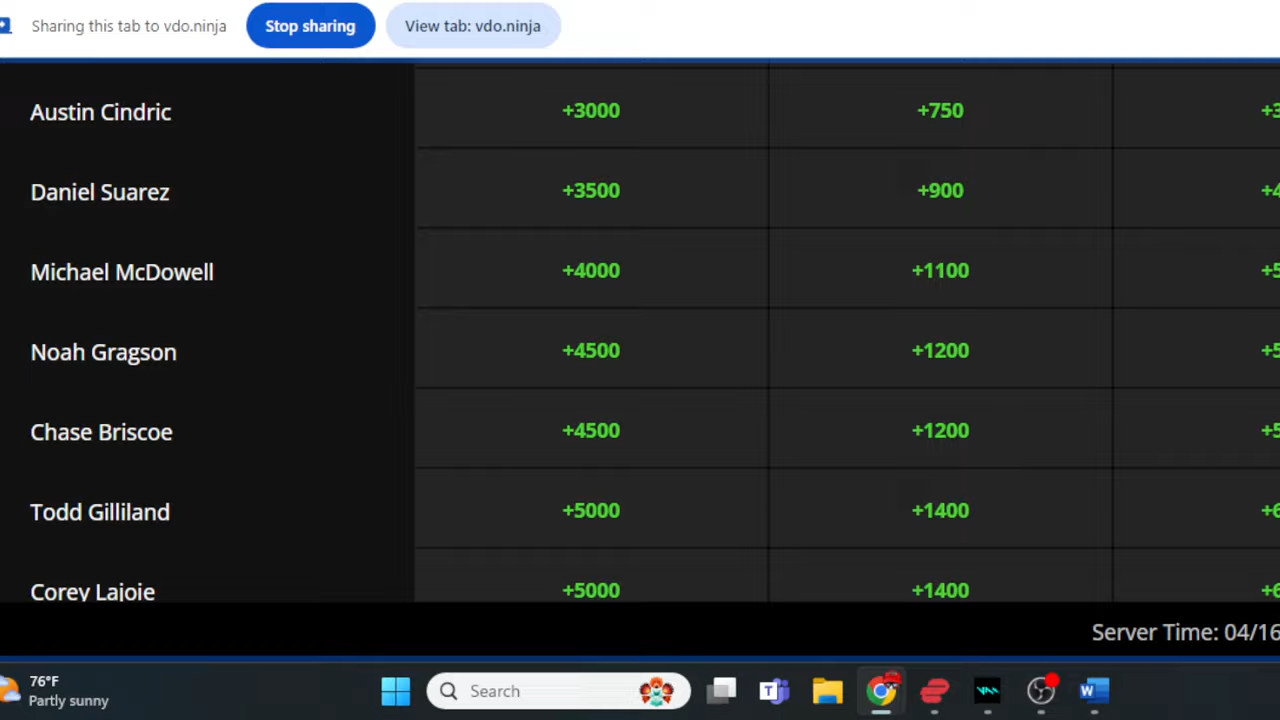 Sharing this tab to vdo.ninja Stop sharing View tab: vdo.ninja
Austin Cindric +3000 +750
Daniel Suarez +3500 +900
Michael McDowell +4000 +1100
Noah Gragson +4500 +1200
Chase Briscoe +4500 +1200
Todd Gilliland +5000 +1400
Corey Lajoie +5000 +1400
Server Time: 04/16
76°F
Partly sunny
Search